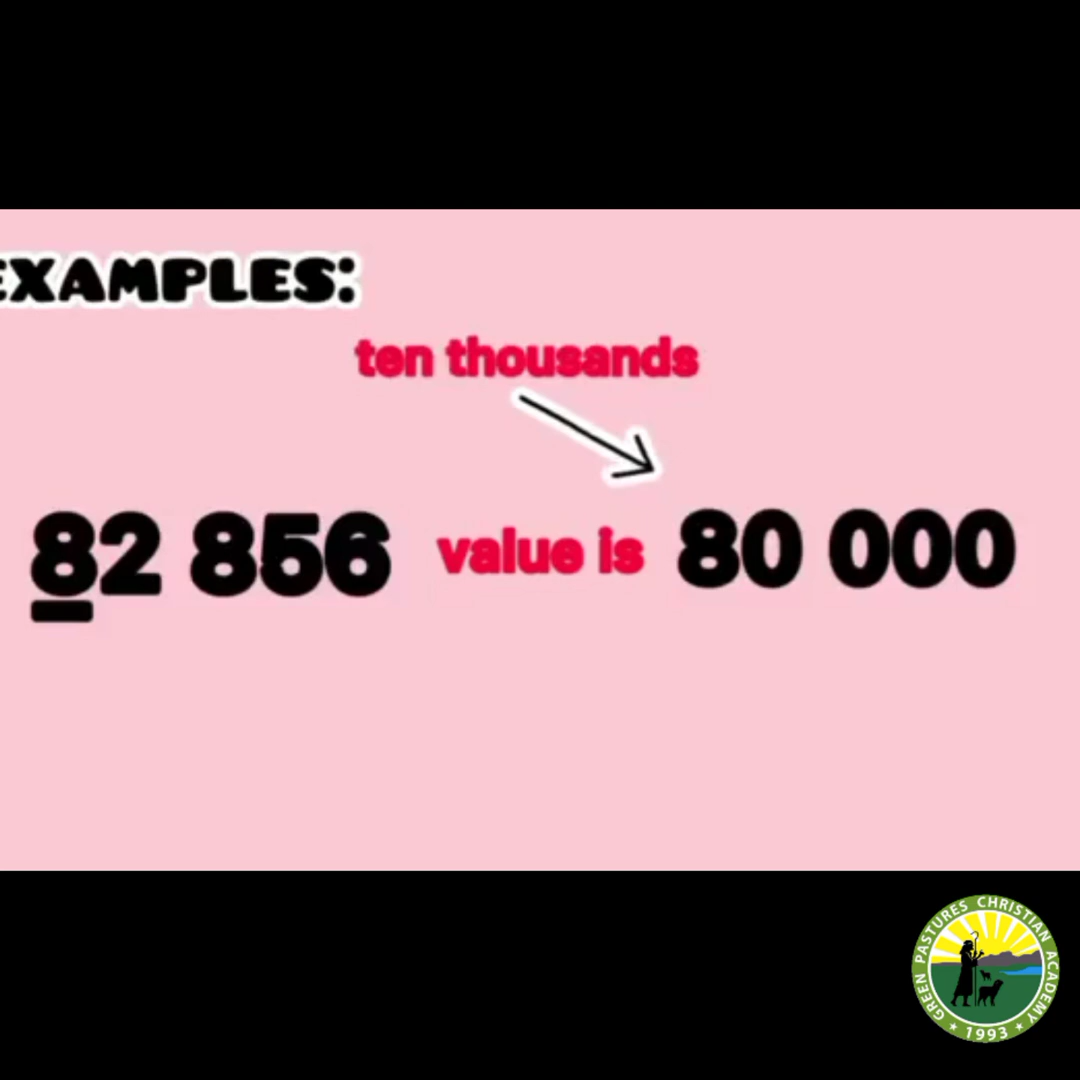 EXAMPLES:
ten thousands
82 856 value is 80 000
GREEN PASTURES CHRISTIAN ACADEMY
★ 1993 ★